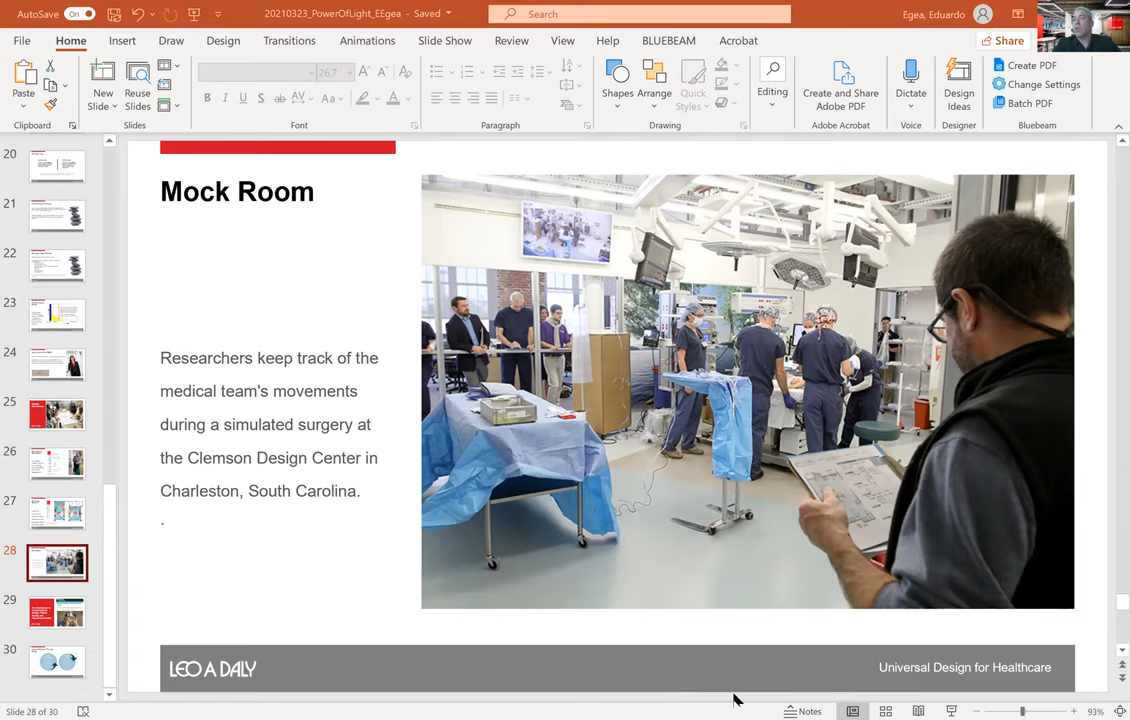 AutoSave
On
20210323_PowerOfLight_EEgea - Saved
Search
Egea, Eduardo
File
Home
Insert
Draw
Design
Transitions
Animations
Slide Show
Review
View
Help
BLUEBEAM
Acrobat
Share
Paste
New
Slide
Reuse
Slides
26.7
B I U S ab AV Aa A
Shapes
Arrange
Quick
Styles
Editing
Create and Share
Adobe PDF
Dictate
Design
Ideas
Create PDF
Change Settings
Batch PDF
Clipboard
Slides
Font
Paragraph
Drawing
Adobe Acrobat
Voice
Designer
Bluebeam
20
21
22
23
24
25
26
27
28
29
30
Mock Room
Researchers keep track of the
medical team's movements
during a simulated surgery at
the Clemson Design Center in
Charleston, South Carolina.
.
LEO A DALY
Universal Design for Healthcare
Slide 28 of 30
Notes
93%